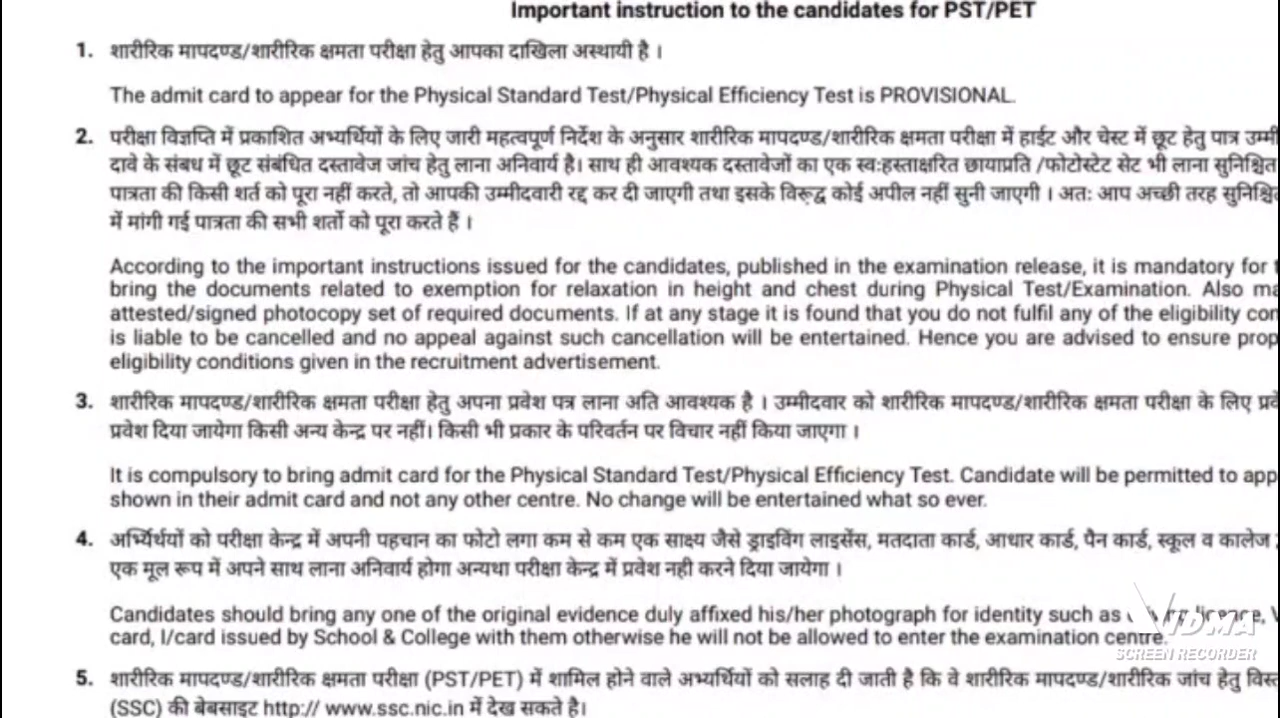 Important instruction to the candidates for PST/PET
1. शारीरिक मापदण्ड/शारीरिक क्षमता परीक्षा हेतु आपका दाखिला अस्थायी है ।
The admit card to appear for the Physical Standard Test/Physical Efficiency Test is PROVISIONAL.
2. परीक्षा विज्ञप्ति में प्रकाशित अभ्यर्थियों के लिए जारी महत्वपूर्ण निर्देश के अनुसार शारीरिक मापदण्ड/शारीरिक क्षमता परीक्षा में हाईट और चेस्ट में छूट हेतु पात्र
दावे के संबध में छूट संबंधित दस्तावेज जांच हेतु लाना अनिवार्य है। साथ ही आवश्यक दस्तावेजों का एक स्व:हस्ताक्षरित छायाप्रति /फोटोस्टेट सेट भी लाना सुनिश्चित
पात्रता की किसी शर्त को पूरा नहीं करते, तो आपकी उम्मीदवारी रद्द कर दी जाएगी तथा इसके विरूद्ध कोई अपील नहीं सुनी जाएगी । अतः आप अच्छी तरह
में मांगी गई पात्रता की सभी शर्तो को पूरा करते हैं ।
According to the important instructions issued for the candidates, published in the examination release, it is mandatory for
bring the documents related to exemption for relaxation in height and chest during Physical Test/Examination. Also
attested/signed photocopy set of required documents. If at any stage it is found that you do not fulfil any of the eligibility
is liable to be cancelled and no appeal against such cancellation will be entertained. Hence you are advised to ensure
eligibility conditions given in the recruitment advertisement.
3. शारीरिक मापदण्ड/शारीरिक क्षमता परीक्षा हेतु अपना प्रवेश पत्र लाना अति आवश्यक है । उम्मीदवार को शारीरिक मापदण्ड/शारीरिक क्षमता परीक्षा के लिए
प्रवेश दिया जायेगा किसी अन्य केन्द्र पर नहीं। किसी भी प्रकार के परिवर्तन पर विचार नहीं किया जाएगा ।
It is compulsory to bring admit card for the Physical Standard Test/Physical Efficiency Test. Candidate will be permitted to
shown in their admit card and not any other centre. No change will be entertained what so ever.
4. अर्भ्यिर्थयों को परीक्षा केन्द्र में अपनी पहचान का फोटो लगा कम से कम एक साक्ष्य जैसे ड्राइविंग लाइसेंस, मतदाता कार्ड, आधार कार्ड, पैन कार्ड, स्कूल व कालेज
एक मूल रूप में अपने साथ लाना अनिवार्य होगा अन्यथा परीक्षा केन्द्र में प्रवेश नही करने दिया जायेगा ।
Candidates should bring any one of the original evidence duly affixed his/her photograph for identity such as
card, I/card issued by School & College with them otherwise he will not be allowed to enter the examination centre.
VIDMA
SCREEN RECORDER
5. शारीरिक मापदण्ड/शारीरिक क्षमता परीक्षा (PST/PET) में शामिल होने वाले अभ्यर्थियों को सलाह दी जाती है कि वे शारीरिक मापदण्ड/शारीरिक जांच हेतु
(SSC) की बेबसाइट http:// www.ssc.nic.in में देख सकते है।